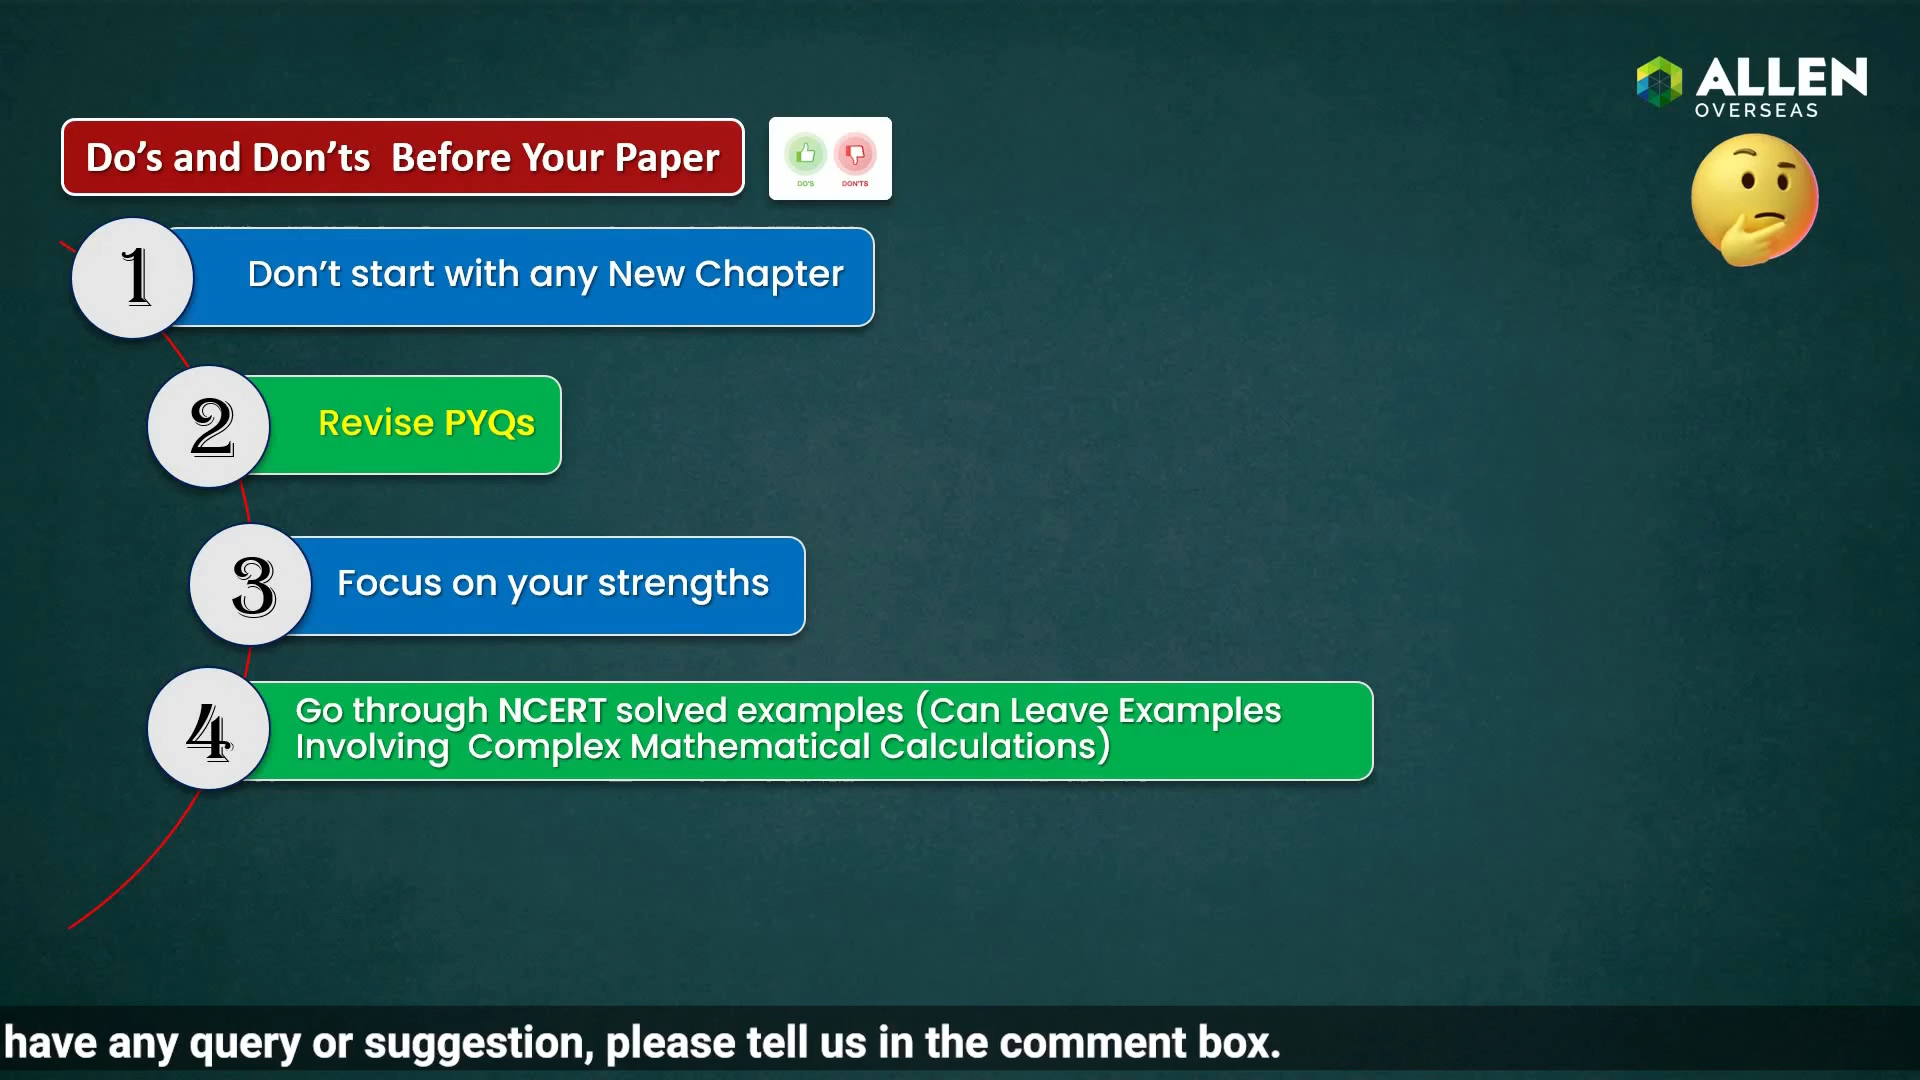 ALLEN
OVERSEAS
Do’s and Don’ts  Before Your Paper
DO'S
DON'TS
1
Don’t start with any New Chapter
2
Revise PYQs
3
Focus on your strengths
4
Go through NCERT solved examples (Can Leave Examples
Involving  Complex Mathematical Calculations)
have any query or suggestion, please tell us in the comment box.